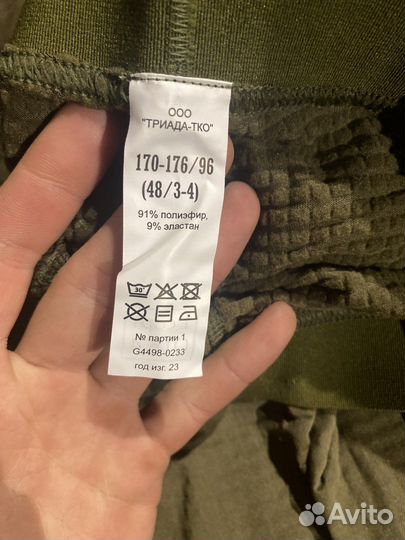 ООО
"ТРИАДА-ТКО"
170-176/96
(48/3-4)
91% полиэфир,
9% эластан
30°
№ партии 1
G4498-0233
год изг. 23
Avito